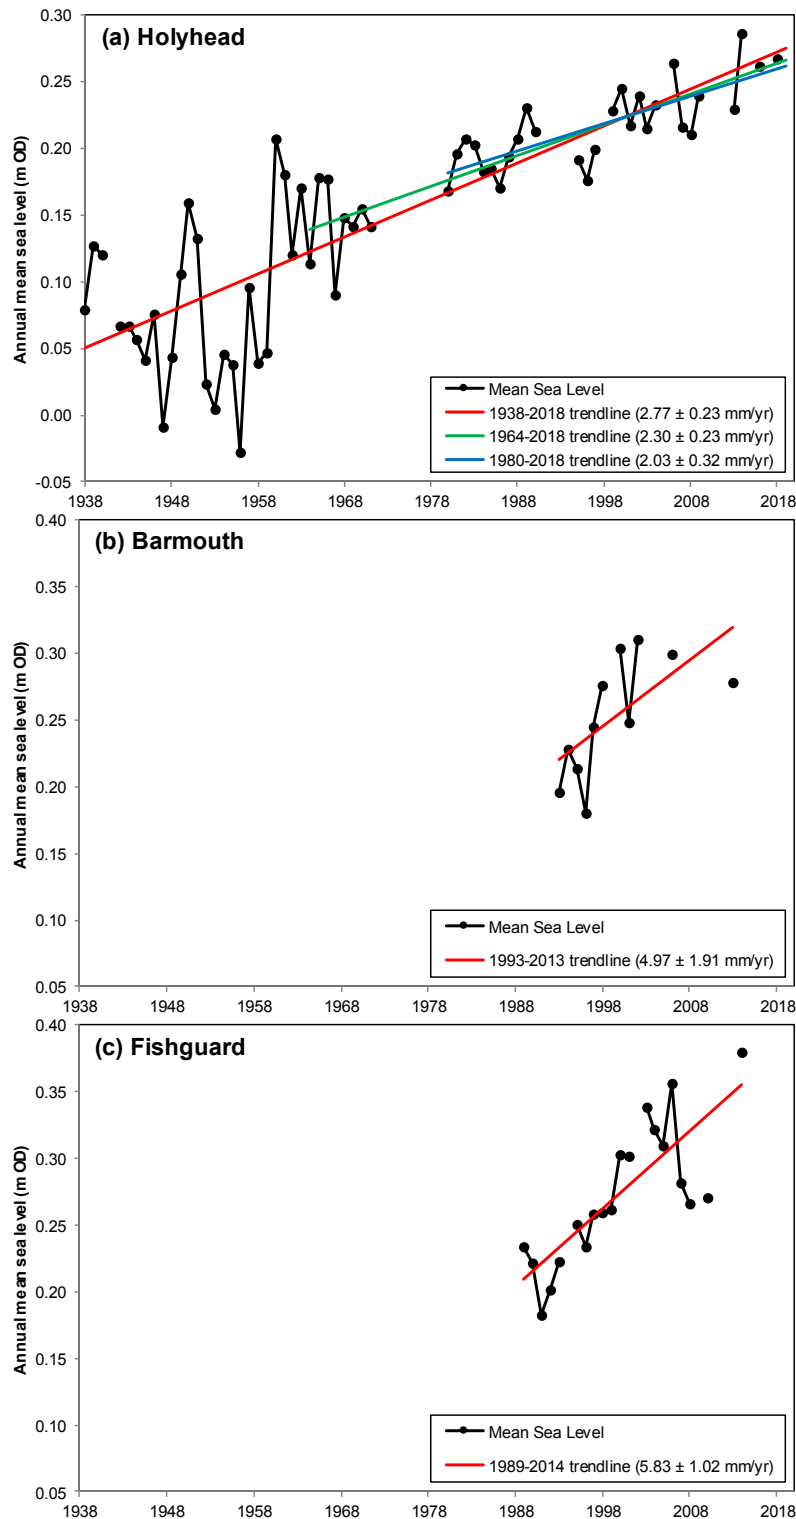 (a) Holyhead
Annual mean sea level (m OD)
0.30
0.25
0.20
0.15
0.10
0.05
0.00
-0.05
Mean Sea Level
1938-2018 trendline (2.77 ± 0.23 mm/yr)
1964-2018 trendline (2.30 ± 0.23 mm/yr)
1980-2018 trendline (2.03 ± 0.32 mm/yr)
1938 1948 1958 1968 1978 1988 1998 2008 2018
(b) Barmouth
Annual mean sea level (m OD)
0.40
0.35
0.30
0.25
0.20
0.15
0.10
0.05
Mean Sea Level
1993-2013 trendline (4.97 ± 1.91 mm/yr)
1938 1948 1958 1968 1978 1988 1998 2008 2018
(c) Fishguard
Annual mean sea level (m OD)
0.40
0.35
0.30
0.25
0.20
0.15
0.10
0.05
Mean Sea Level
1989-2014 trendline (5.83 ± 1.02 mm/yr)
1938 1948 1958 1968 1978 1988 1998 2008 2018